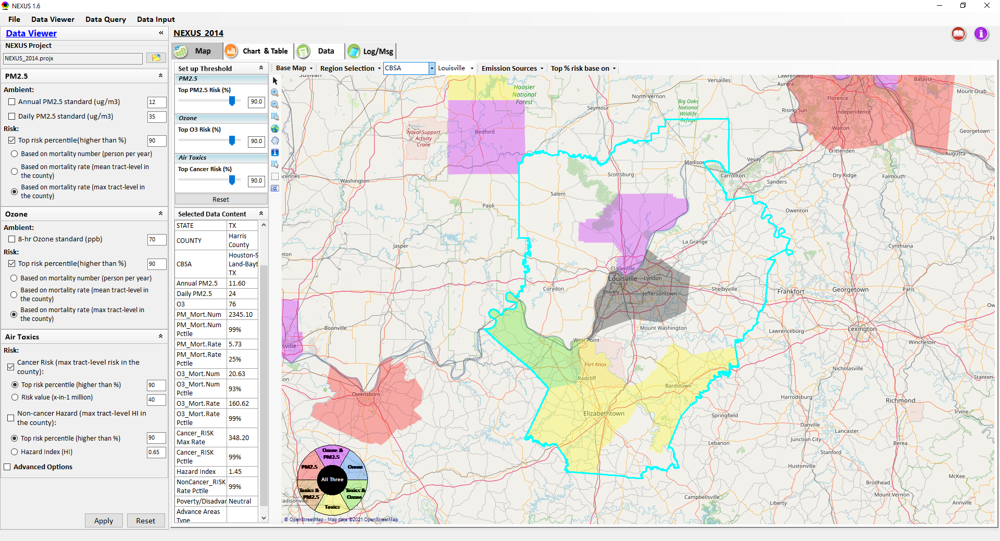 NEXUS 1.6
File Data Viewer Data Query Data Input
Data Viewer «
NEXUS Project
NEXUS_2014.projx
PM2.5
Ambient:
Annual PM2.5 standard (ug/m3) 12
Daily PM2.5 standard (ug/m3) 35
Risk:
Top risk percentile(higher than %) 90
Based on mortality number (person per year)
Based on mortality rate (mean tract-level in
the county)
Based on mortality rate (max tract-level in
the county)
Ozone
Ambient:
8-hr Ozone standard (ppb) 70
Risk:
Top risk percentile(higher than %) 90
Based on mortality number (person per year)
Based on mortality rate (mean tract-level in
the county)
Based on mortality rate (max tract-level in
the county)
Air Toxics
Risk:
Cancer Risk (max tract-level risk in the
county):
Top risk percentile (higher than %) 90
Risk value (x-in-1 million) 40
Non-cancer Hazard (max tract-level HI in
the county):
Top risk percentile (higher than %) 90
Hazard Index (HI) 0.65
Advanced Options
Apply Reset
NEXUS_2014
Map Chart & Table Data Log/Msg
Set up Threshold
PM2.5
Top PM2.5 Risk (%)
90.0
Ozone
Top O3 Risk (%)
90.0
Air Toxics
Top Cancer Risk (%)
90.0
Reset
Selected Data Content
STATE TX
COUNTY Harris
County
CBSA Houston-S
Land-Bayt
TX
Annual PM2.5 11.60
Daily PM2.5 24
O3 76
PM_Mort.Num 2345.10
PM_Mort.Num
Pctile 99%
PM_Mort.Rate 5.73
PM_Mort.Rate
Pctile 25%
O3_Mort.Num 20.63
O3_Mort.Num
Pctile 93%
O3_Mort.Rate 160.62
O3_Mort.Rate
Pctile 99%
Cancer_RISK
Max Rate 348.20
Cancer_RISK
Pctile 99%
Hazard Index 1.45
NonCancer_RISK
Rate Pctile 99%
Poverty/Disadvar Neutral
Advance Areas
Type
Base Map Region Selection CBSA Louisville Emission Sources Top % risk base on
Sullivan
Hoosier
National
Forest
Versailles
Lawrenceburg
Aurora
Batavia
Mount Orab
North Vernon
Seymour
Big Oaks
National
Wildlife
Refuge
Rising Sun
Florence
Independence
Walton
Georgetown
Bedford
Naval Support
Activity
Crane
Crittenden
Augusta
Vevay
Madison
Carrollton
Sanders
Dry Ridge
Falmouth
cennes
Washington
Scottsburg
Salem
Paoli
Owenton
Jasper
La Grange
Cynthiana
eton
Clarksville
Louisville
Lyndon
Shively
Jeffersontown
Corydon
Shelbyville
Frankfort
Georgetown
Paris
Ow
Boonville
Mount Washington
Lawrenceburg
Lexington
Winchester
West Point
sville
Fort Knox
Radcliff
Bardstown
Nicholasville
Stanton
son
Owensboro
Harrodsburg
Richmond
Elizabethtown
Springfield
Irvine
Danville
Lancaster
Junction City
Lebanon
Berea
Stanford
Hustonville
McKee
Brodhead
Mount Vernon
Campbellsville
Liberty
Annville
adisonville
Ozone &
PM2.5
PM2.5
Ozone
All Three
Toxics &
PM2.5
Toxics &
Ozone
Toxics
© OpenStreetMap - Map data ©2021 OpenStreetMap